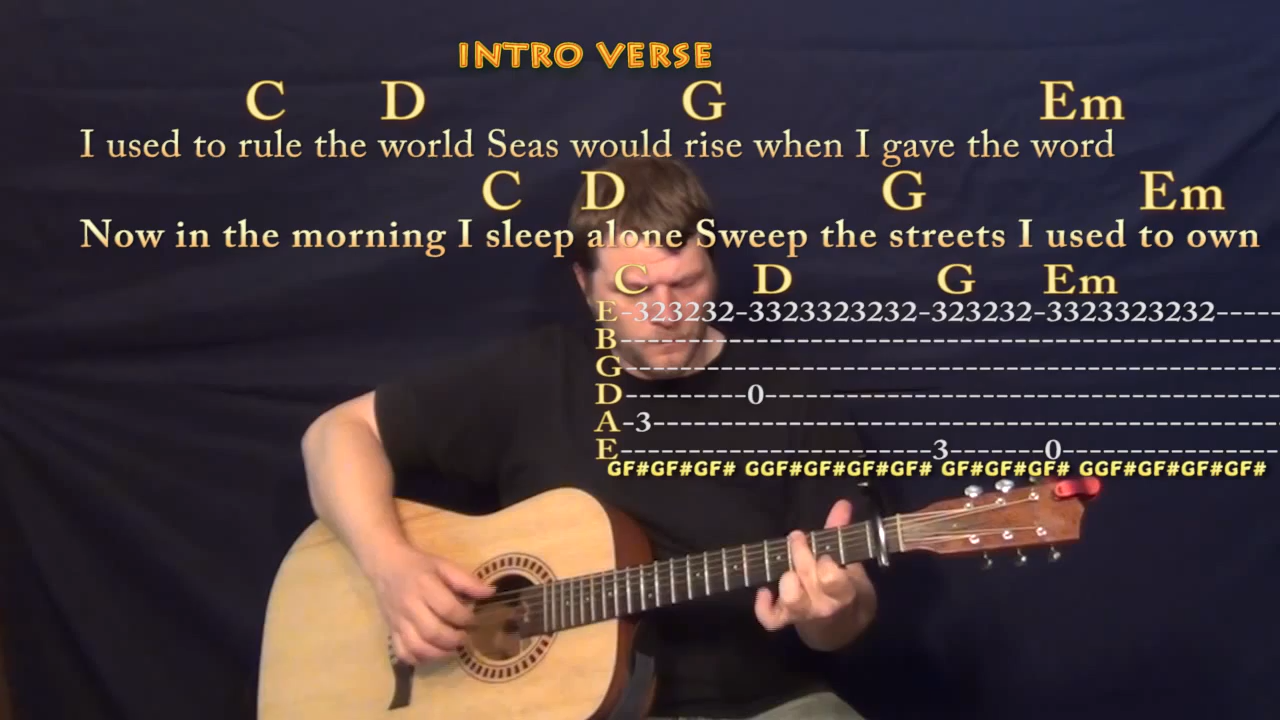 INTRO VERSE
C D G Em
I used to rule the world Seas would rise when I gave the word
C D G Em
Now in the morning I sleep alone Sweep the streets I used to own
C D G Em
E-323232-3323323232-323232-3323323232-----
B-----------------------------------------
G-----------------------------------------
D---------0-------------------------------
A-3---------------------------------------
E-----------------------3-------0---------
GF#GF#GF# GGF#GF#GF#GF# GF#GF#GF# GGF#GF#GF#GF#